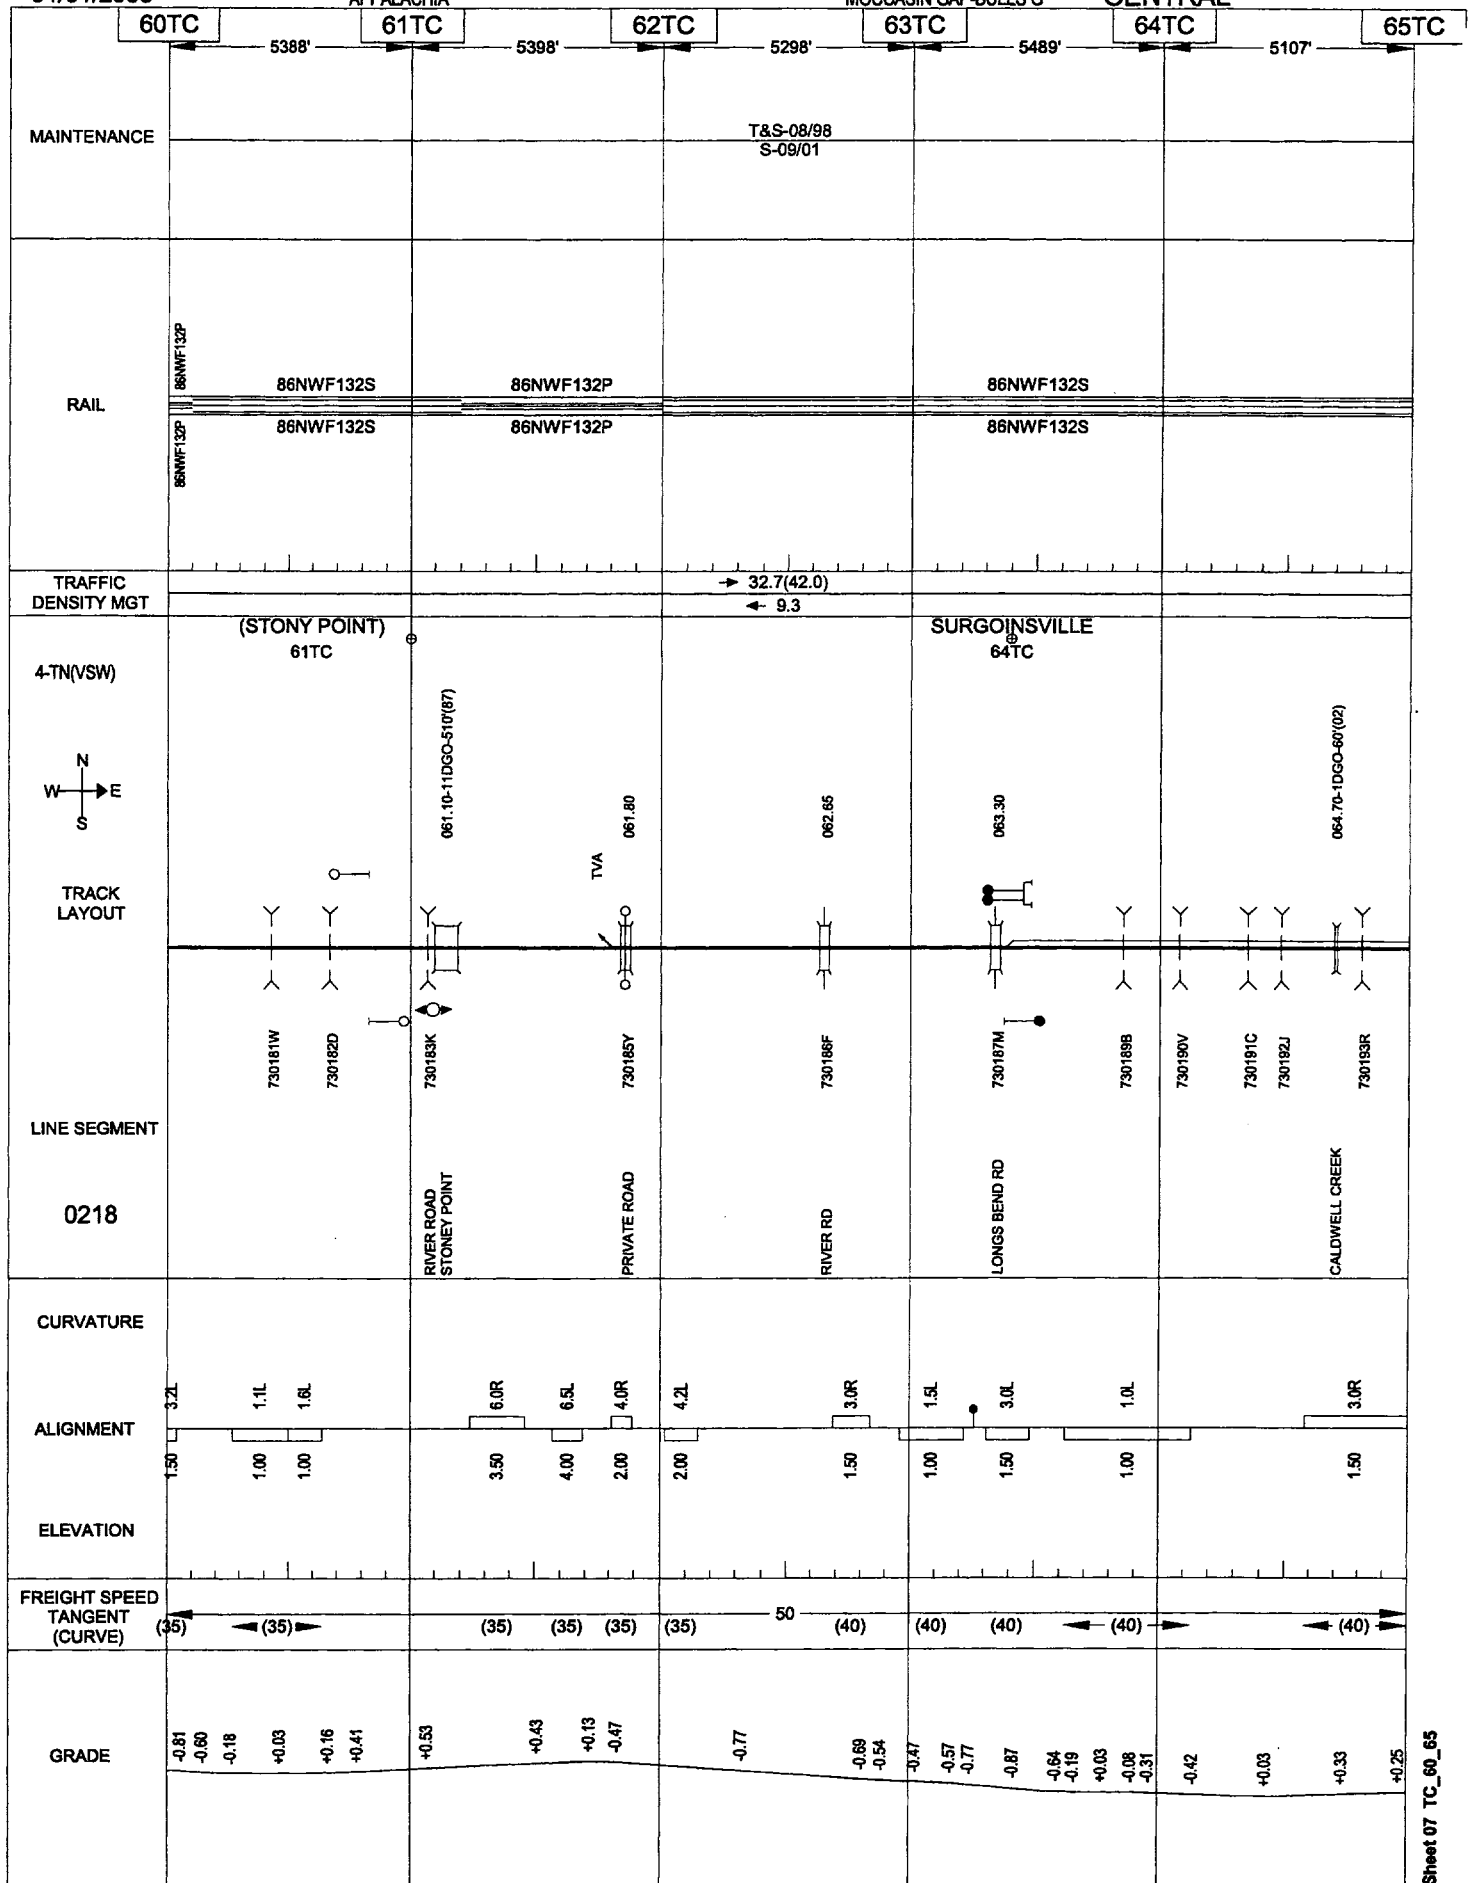 60TC 61TC 62TC 63TC 64TC 65TC
5388' 5398' 5298' 5489' 5107'
MAINTENANCE
T&S-08/98
S-09/01
RAIL
86NWF132P
86NWF132S 86NWF132P 86NWF132S
86NWF132P
86NWF132S 86NWF132P 86NWF132S
TRAFFIC
DENSITY MGT
32.7(42.0)
9.3
(STONY POINT)
61TC
SURGOINSVILLE
64TC
4-TN(VSW)
N
W E
S
061.10-11DGO-510'(87)
061.80
062.65
063.30
064.70-1DGO-60'(02)
TVA
TRACK
LAYOUT
730181W
730182D
730183K
730185Y
730186F
730187M
730189B
730190V
730191C
730192J
730193R
LINE SEGMENT
0218
RIVER ROAD
STONEY POINT
PRIVATE ROAD
RIVER RD
LONGS BEND RD
CALDWELL CREEK
CURVATURE
3.2L 1.1L 1.6L 6.0R 6.5L 4.0R 4.2L 3.0R 1.5L 3.0L 1.0L 3.0R
ALIGNMENT
1.50 1.00 1.00 3.50 4.00 2.00 2.00 1.50 1.00 1.50 1.00 1.50
ELEVATION
FREIGHT SPEED
TANGENT
(CURVE)
50
(35) (35) (35) (35) (35) (35) (40) (40) (40) (40) (40)
GRADE
-0.81 -0.60 -0.18 +0.03 +0.16 +0.41 +0.53 +0.43 +0.13 -0.47 -0.77 -0.69 -0.54 -0.47 -0.57 -0.77 -0.87 -0.64 -0.19 +0.03 -0.08 -0.31 -0.42 +0.03 +0.33 +0.25
Sheet 07 TC_60_65